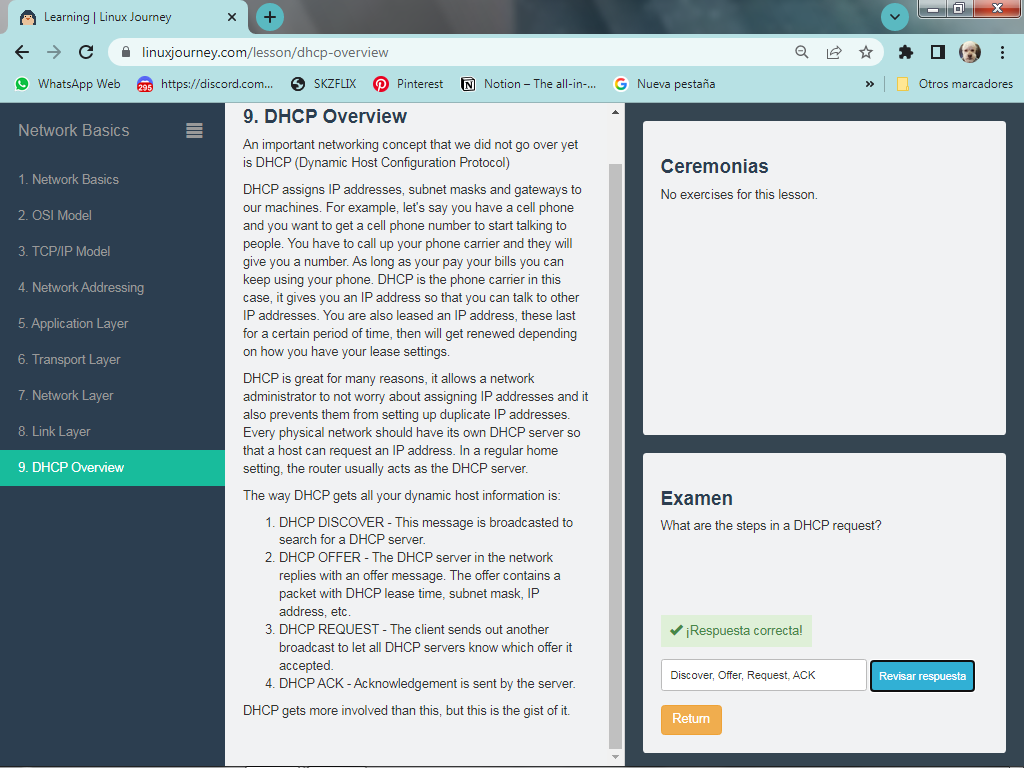 Learning | Linux Journey
linuxjourney.com/lesson/dhcp-overview
WhatsApp Web
295
https://discord.com...
SKZFLIX
Pinterest
Notion – The all-in-...
Nueva pestaña
»
Otros marcadores
Network Basics
1. Network Basics
2. OSI Model
3. TCP/IP Model
4. Network Addressing
5. Application Layer
6. Transport Layer
7. Network Layer
8. Link Layer
9. DHCP Overview
9. DHCP Overview
An important networking concept that we did not go over yet
is DHCP (Dynamic Host Configuration Protocol)
DHCP assigns IP addresses, subnet masks and gateways to
our machines. For example, let's say you have a cell phone
and you want to get a cell phone number to start talking to
people. You have to call up your phone carrier and they will
give you a number. As long as your pay your bills you can
keep using your phone. DHCP is the phone carrier in this
case, it gives you an IP address so that you can talk to other
IP addresses. You are also leased an IP address, these last
for a certain period of time, then will get renewed depending
on how you have your lease settings.
DHCP is great for many reasons, it allows a network
administrator to not worry about assigning IP addresses and it
also prevents them from setting up duplicate IP addresses.
Every physical network should have its own DHCP server so
that a host can request an IP address. In a regular home
setting, the router usually acts as the DHCP server.
The way DHCP gets all your dynamic host information is:
1. DHCP DISCOVER - This message is broadcasted to
search for a DHCP server.
2. DHCP OFFER - The DHCP server in the network
replies with an offer message. The offer contains a
packet with DHCP lease time, subnet mask, IP
address, etc.
3. DHCP REQUEST - The client sends out another
broadcast to let all DHCP servers know which offer it
accepted.
4. DHCP ACK - Acknowledgement is sent by the server.
DHCP gets more involved than this, but this is the gist of it.
Ceremonias
No exercises for this lesson.
Examen
What are the steps in a DHCP request?
¡Respuesta correcta!
Discover, Offer, Request, ACK
Revisar respuesta
Return